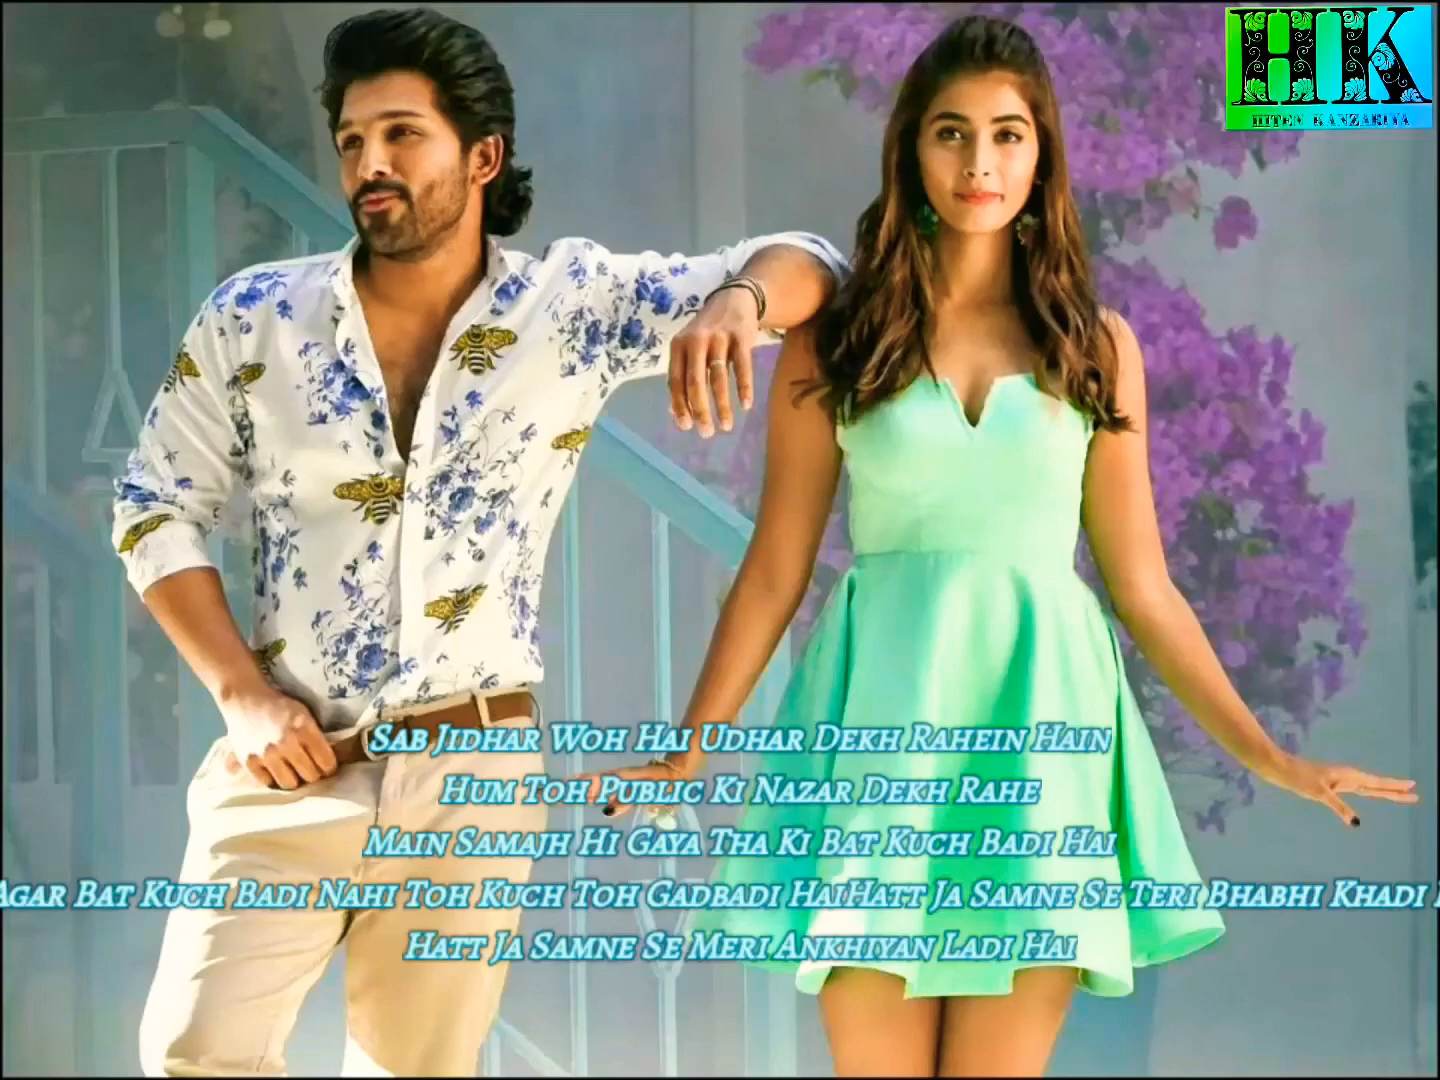 HK
HITEN KANZARIYA
SAB JIDHAR WOH HAI UDHAR DEKH RAHEIN HAIN
HUM TOH PUBLIC KI NAZAR DEKH RAHE
MAIN SAMAJH HI GAYA THA KI BAT KUCH BADI HAI
AGAR BAT KUCH BADI NAHI TOH KUCH TOH GADBADI HAIHATT JA SAMNE SE TERI BHABHI KHADI
HATT JA SAMNE SE MERI ANKHIYAN LADI HAI